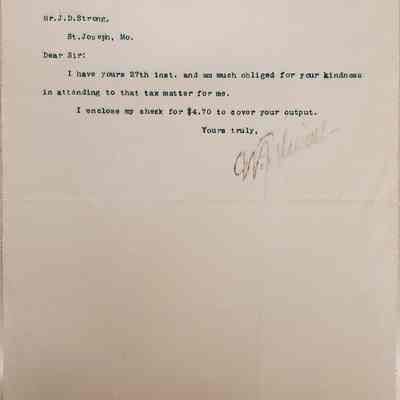 Mr.J.D.Strong,
St.Joseph, Mo.
Dear Sir:
I have yours 27th inst. and am much obliged for your kindness
in attending to that tax matter for me.
I enclose my check for $4.70 to cover your output.
Yours truly,